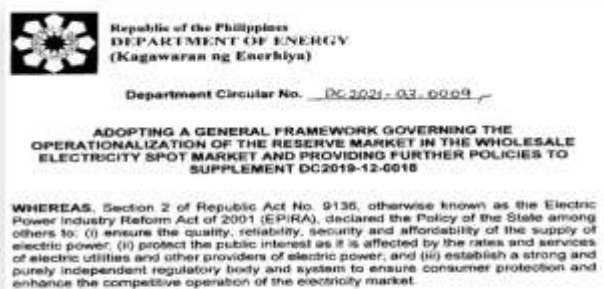 Republic of the Philippines
DEPARTMENT OF ENERGY
(Kagawaran ng Enerhiya)
Department Circular No. DC2021-03-0009
ADOPTING A GENERAL FRAMEWORK GOVERNING THE
OPERATIONALIZATION OF THE RESERVE MARKET IN THE WHOLESALE
ELECTRICITY SPOT MARKET AND PROVIDING FURTHER POLICIES TO
SUPPLEMENT DC2019-12-0018
WHEREAS, Section 2 of Republic Act No. 9136, otherwise known as the Electric
Power Industry Reform Act of 2001 (EPIRA), declared the Policy of the State among
others to: (i) ensure the quality, reliability, security and affordability of the supply of
electric power; (ii) protect the public interest as it is affected by the rates and services
of electric utilities and other providers of electric power; and (iii) establish a strong and
purely independent regulatory body and system to ensure consumer protection and
enhance the competitive operation of the electricity market.